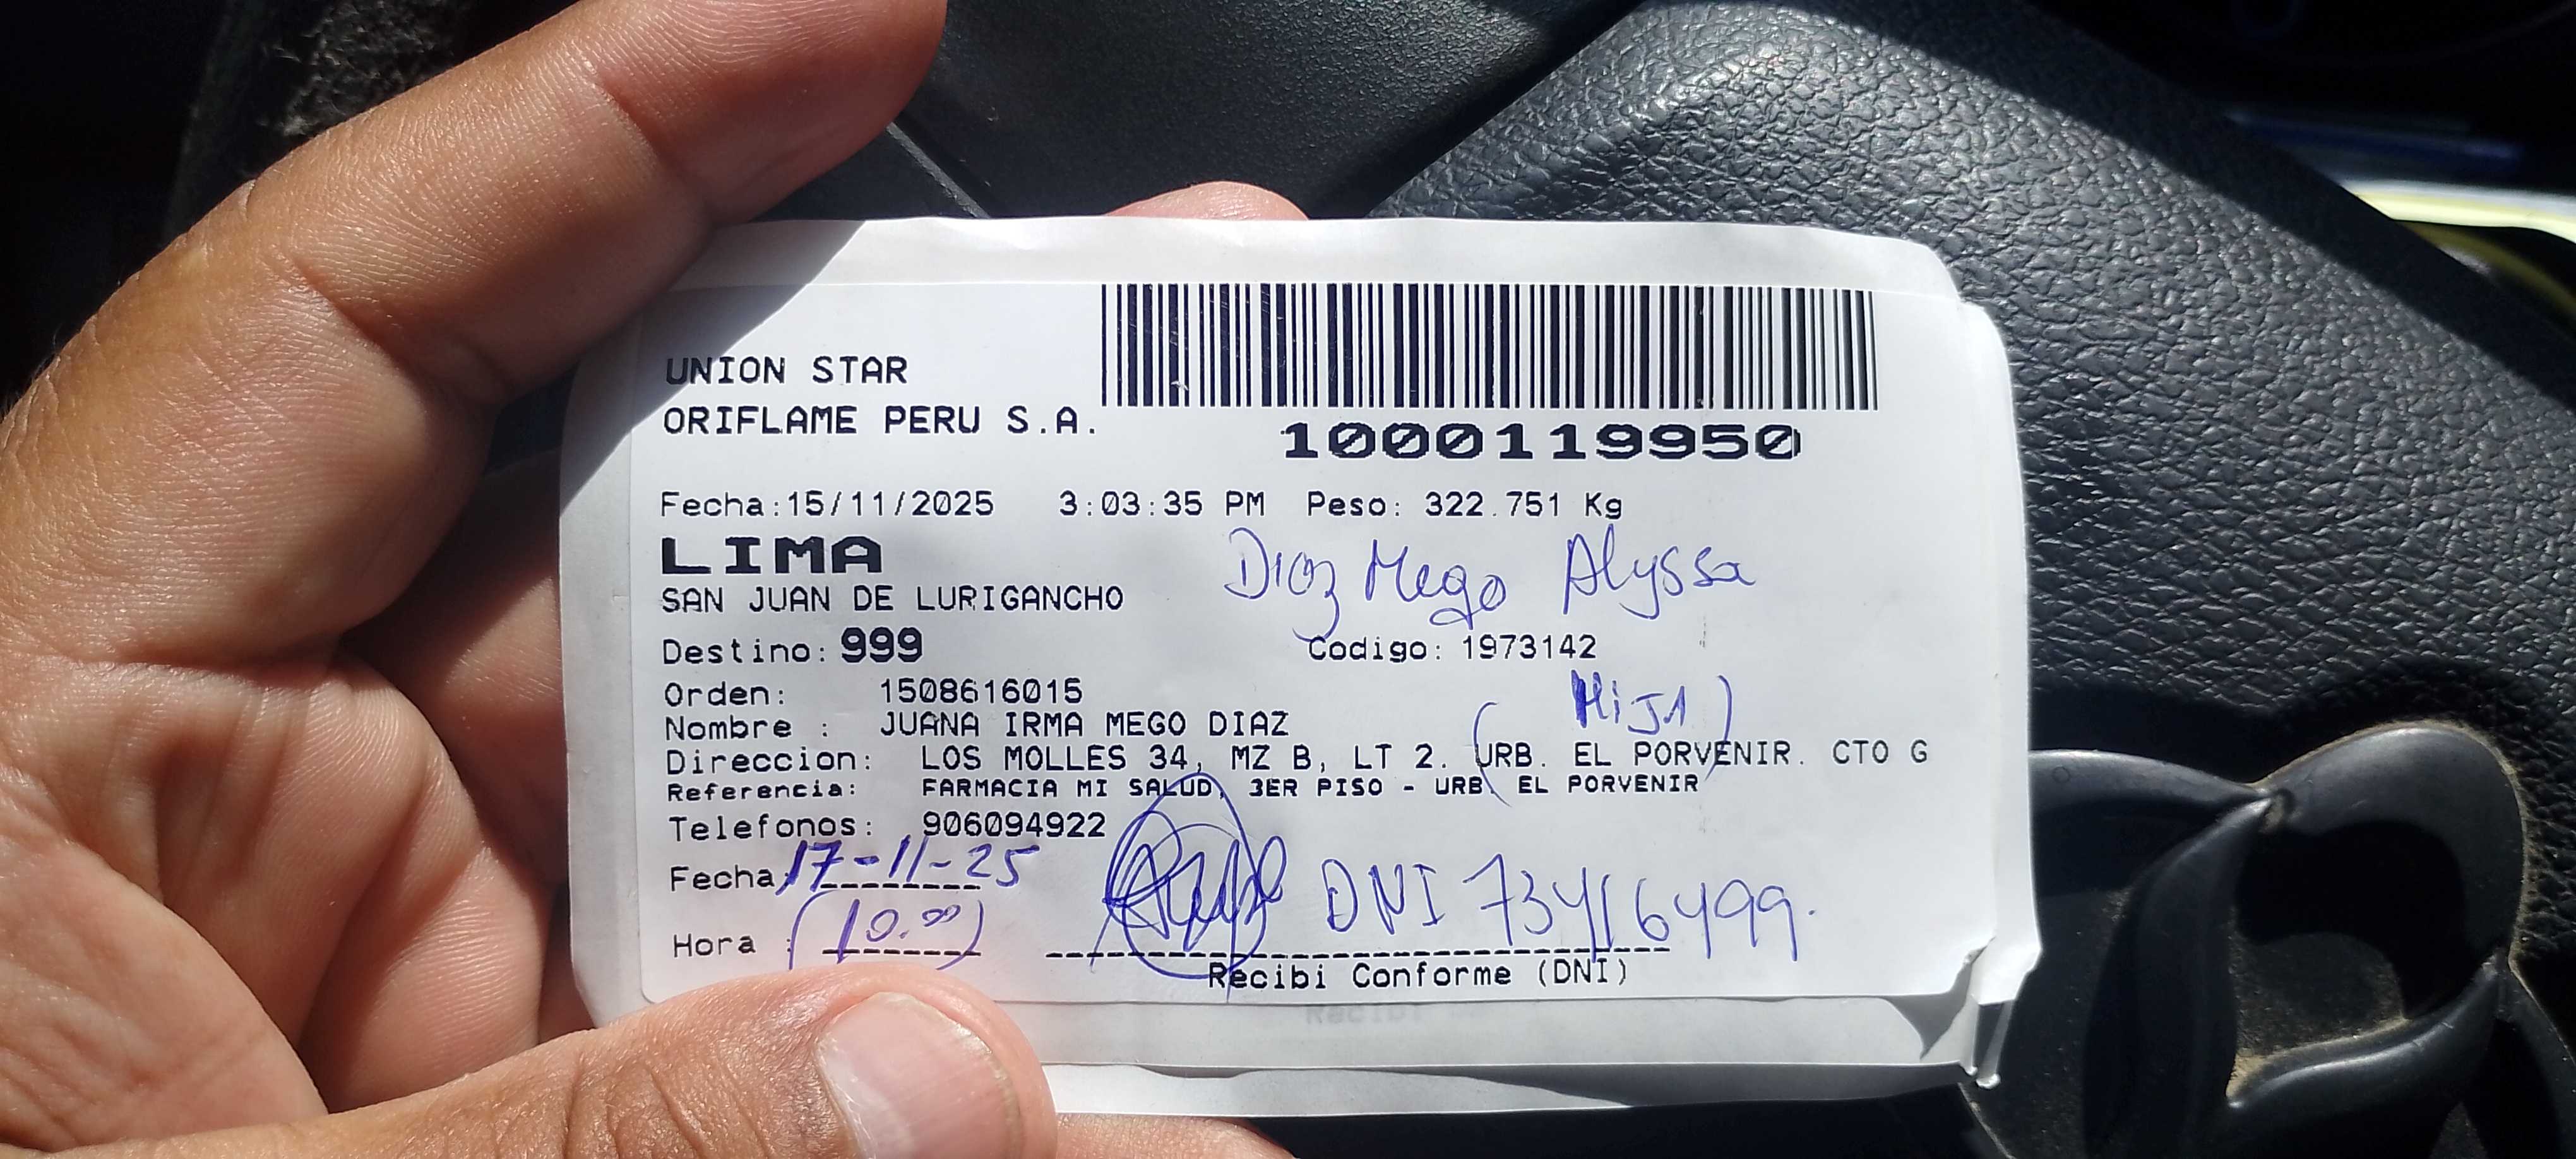 UNION STAR
ORIFLAME PERU S.A.
1000119950
Fecha:15/11/2025 3:03:35 PM Peso: 322.751 Kg
LIMA
Diaz Mego Alyssa
SAN JUAN DE LURIGANCHO
Destino: 999 Codigo: 1973142
Orden: 1508616015
(HiJA)
Nombre : JUANA IRMA MEGO DIAZ
Direccion: LOS MOLLES 34, MZ B, LT 2. URB. EL PORVENIR. CTO G
Referencia: FARMACIA MI SALUD, 3ER PISO - URB. EL PORVENIR
Telefonos: 906094922
Fecha: 17-11-25
DNI
Hora : (10.00)
Recibi Conforme (DNI)